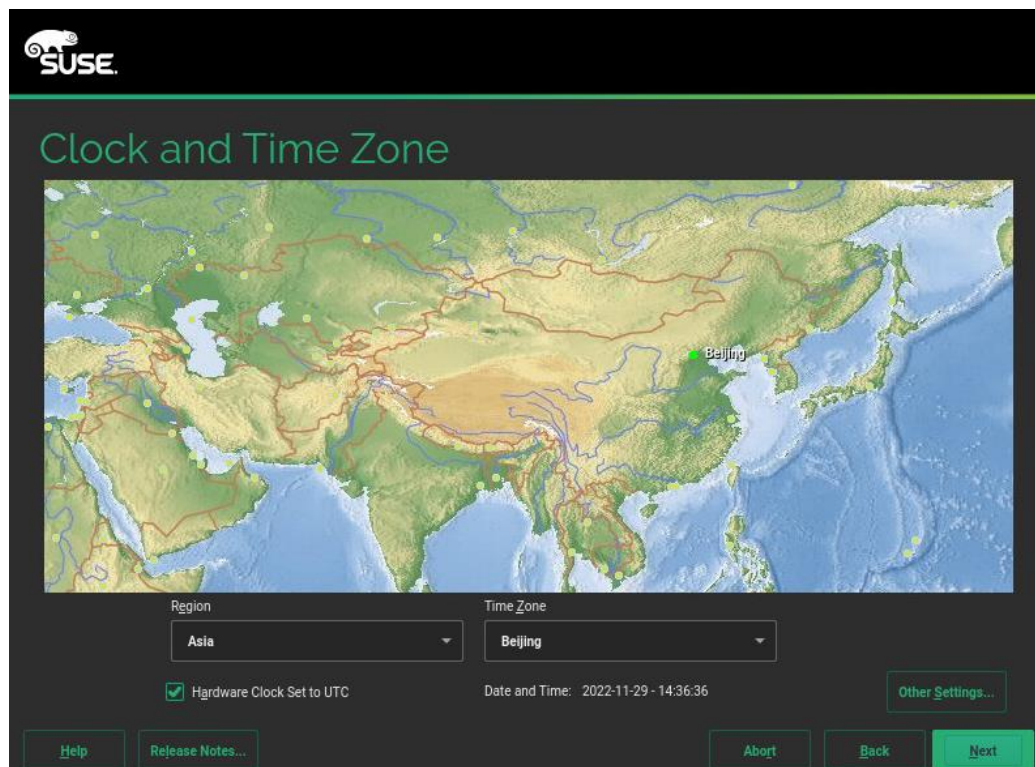 SUSE.
Clock and Time Zone
Beijing
Region
Time Zone
Asia
Beijing
Hardware Clock Set to UTC
Date and Time: 2022-11-29 - 14:36:36
Other Settings...
Help
Release Notes...
Abort
Back
Next